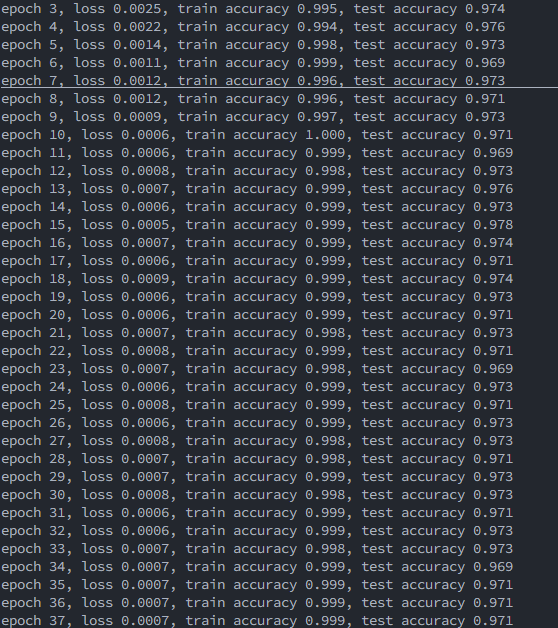 epoch 3, loss 0.0025, train accuracy 0.995, test accuracy 0.974
epoch 4, loss 0.0022, train accuracy 0.994, test accuracy 0.976
epoch 5, loss 0.0014, train accuracy 0.998, test accuracy 0.973
epoch 6, loss 0.0011, train accuracy 0.999, test accuracy 0.969
epoch 7, loss 0.0012, train accuracy 0.996, test accuracy 0.973
epoch 8, loss 0.0012, train accuracy 0.996, test accuracy 0.971
epoch 9, loss 0.0009, train accuracy 0.997, test accuracy 0.973
epoch 10, loss 0.0006, train accuracy 1.000, test accuracy 0.971
epoch 11, loss 0.0006, train accuracy 0.999, test accuracy 0.969
epoch 12, loss 0.0008, train accuracy 0.998, test accuracy 0.973
epoch 13, loss 0.0007, train accuracy 0.999, test accuracy 0.976
epoch 14, loss 0.0006, train accuracy 0.999, test accuracy 0.973
epoch 15, loss 0.0005, train accuracy 0.999, test accuracy 0.978
epoch 16, loss 0.0007, train accuracy 0.999, test accuracy 0.974
epoch 17, loss 0.0006, train accuracy 0.999, test accuracy 0.971
epoch 18, loss 0.0009, train accuracy 0.999, test accuracy 0.974
epoch 19, loss 0.0006, train accuracy 0.999, test accuracy 0.973
epoch 20, loss 0.0006, train accuracy 0.999, test accuracy 0.971
epoch 21, loss 0.0007, train accuracy 0.998, test accuracy 0.973
epoch 22, loss 0.0008, train accuracy 0.999, test accuracy 0.971
epoch 23, loss 0.0007, train accuracy 0.998, test accuracy 0.969
epoch 24, loss 0.0006, train accuracy 0.999, test accuracy 0.973
epoch 25, loss 0.0008, train accuracy 0.999, test accuracy 0.971
epoch 26, loss 0.0006, train accuracy 0.999, test accuracy 0.973
epoch 27, loss 0.0008, train accuracy 0.998, test accuracy 0.973
epoch 28, loss 0.0007, train accuracy 0.999, test accuracy 0.971
epoch 29, loss 0.0007, train accuracy 0.999, test accuracy 0.973
epoch 30, loss 0.0008, train accuracy 0.998, test accuracy 0.973
epoch 31, loss 0.0006, train accuracy 0.999, test accuracy 0.971
epoch 32, loss 0.0006, train accuracy 0.999, test accuracy 0.973
epoch 33, loss 0.0007, train accuracy 0.998, test accuracy 0.973
epoch 34, loss 0.0007, train accuracy 0.999, test accuracy 0.969
epoch 35, loss 0.0007, train accuracy 0.999, test accuracy 0.971
epoch 36, loss 0.0007, train accuracy 0.999, test accuracy 0.971
epoch 37, loss 0.0007, train accuracy 0.999, test accuracy 0.971